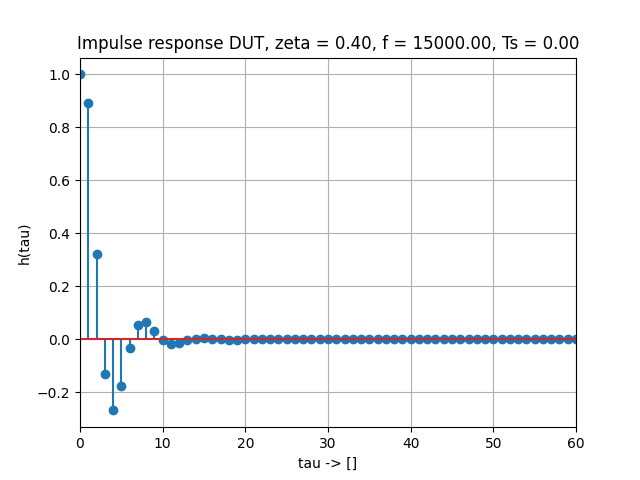 Impulse response DUT, zeta = 0.40, f = 15000.00, Ts = 0.00
1.0
0.8
0.6
0.4
0.2
0.0
−0.2
h(tau)
0 10 20 30 40 50 60
tau -> []